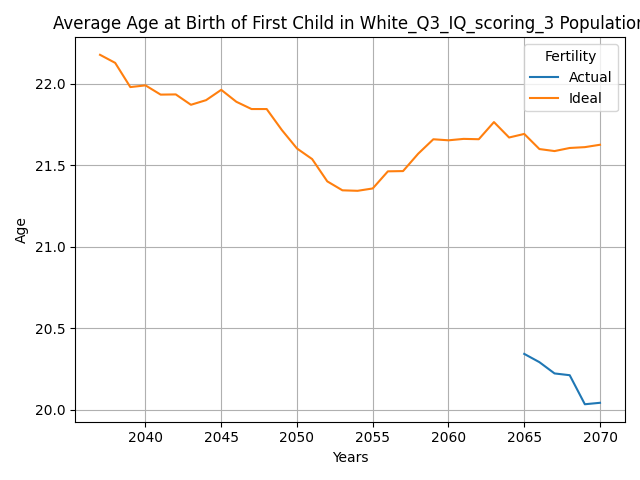 Average Age at Birth of First Child in White_Q3_IQ_scoring_3 Population
Fertility
Actual
Ideal
22.0
21.5
21.0
20.5
20.0
Age
2040 2045 2050 2055 2060 2065 2070
Years